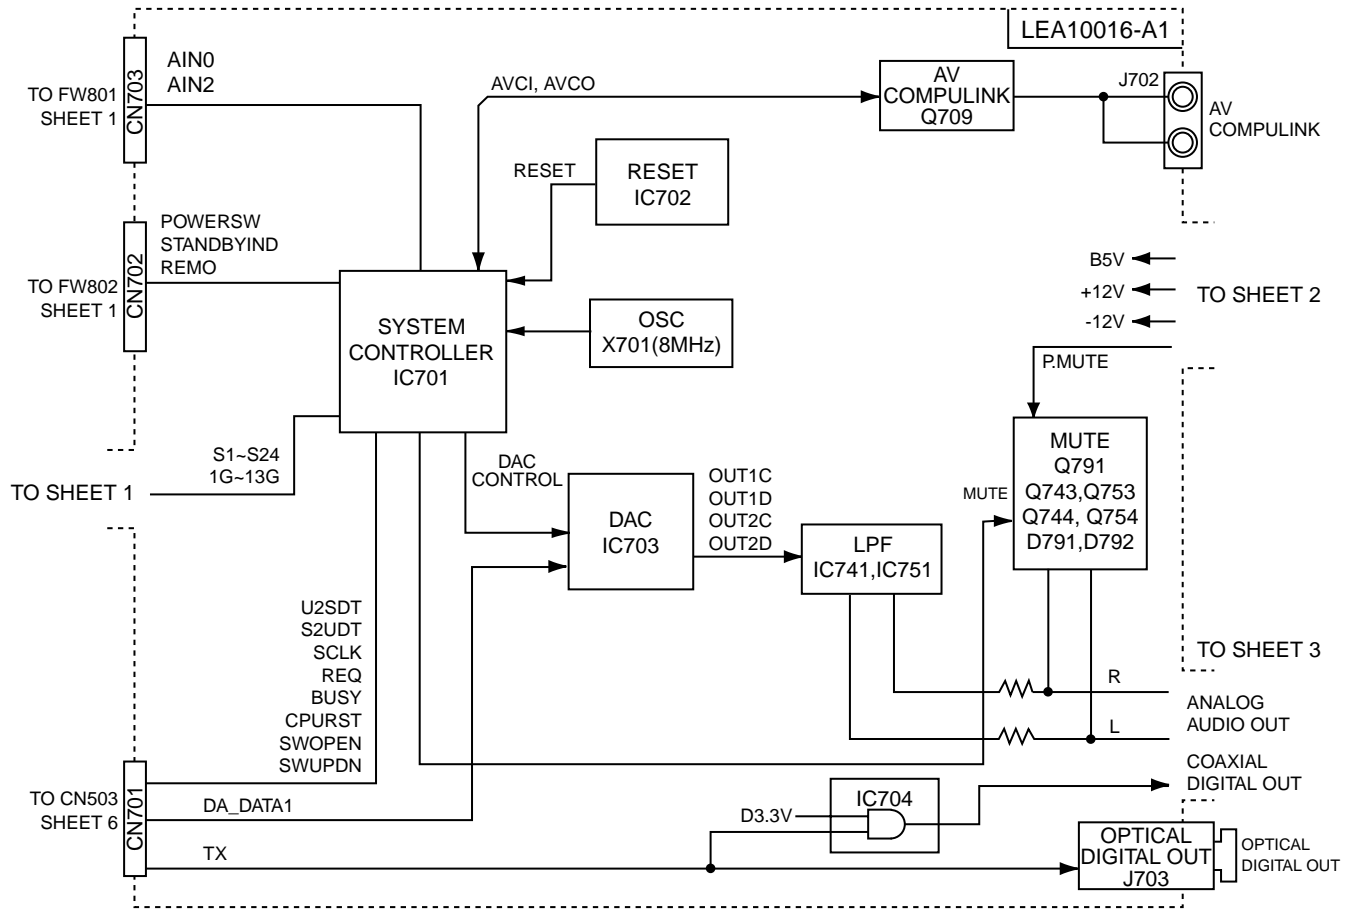 LEA10016-A1
AIN0
AIN2
TO FW801
SHEET 1
CN703
AVCI, AVCO
AV
COMPULINK
Q709
J702
AV
COMPULINK
RESET
RESET
IC702
POWERSW
STANDBYIND
REMO
TO FW802
SHEET 1
CN702
SYSTEM
CONTROLLER
IC701
OSC
X701(8MHz)
B5V
+12V
-12V
TO SHEET 2
P.MUTE
S1~S24
1G~13G
TO SHEET 1
DAC
CONTROL
DAC
IC703
OUT1C
OUT1D
OUT2C
OUT2D
LPF
IC741,IC751
MUTE
MUTE
Q791
Q743,Q753
Q744, Q754
D791,D792
U2SDT
S2UDT
SCLK
REQ
BUSY
CPURST
SWOPEN
SWUPDN
TO SHEET 3
R
L
ANALOG
AUDIO OUT
COAXIAL
DIGITAL OUT
TO CN503
SHEET 6
CN701
DA_DATA1
TX
D3.3V
IC704
OPTICAL
DIGITAL OUT
J703
OPTICAL
DIGITAL OUT